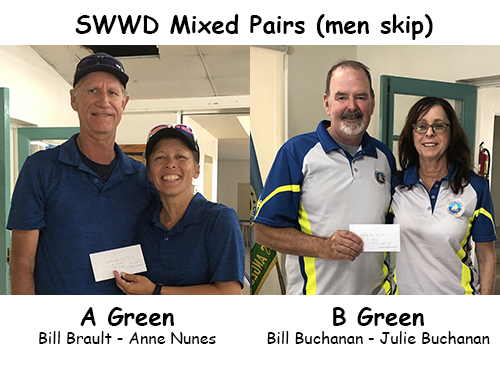 SWWD Mixed Pairs (men skip)
A Green
Bill Brault - Anne Nunes
B Green
Bill Buchanan - Julie Buchanan